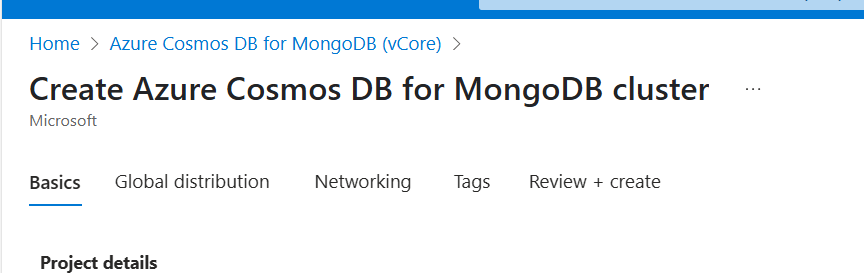 Home > Azure Cosmos DB for MongoDB (vCore) >
Create Azure Cosmos DB for MongoDB cluster ...
Microsoft
Basics Global distribution Networking Tags Review + create
Project details